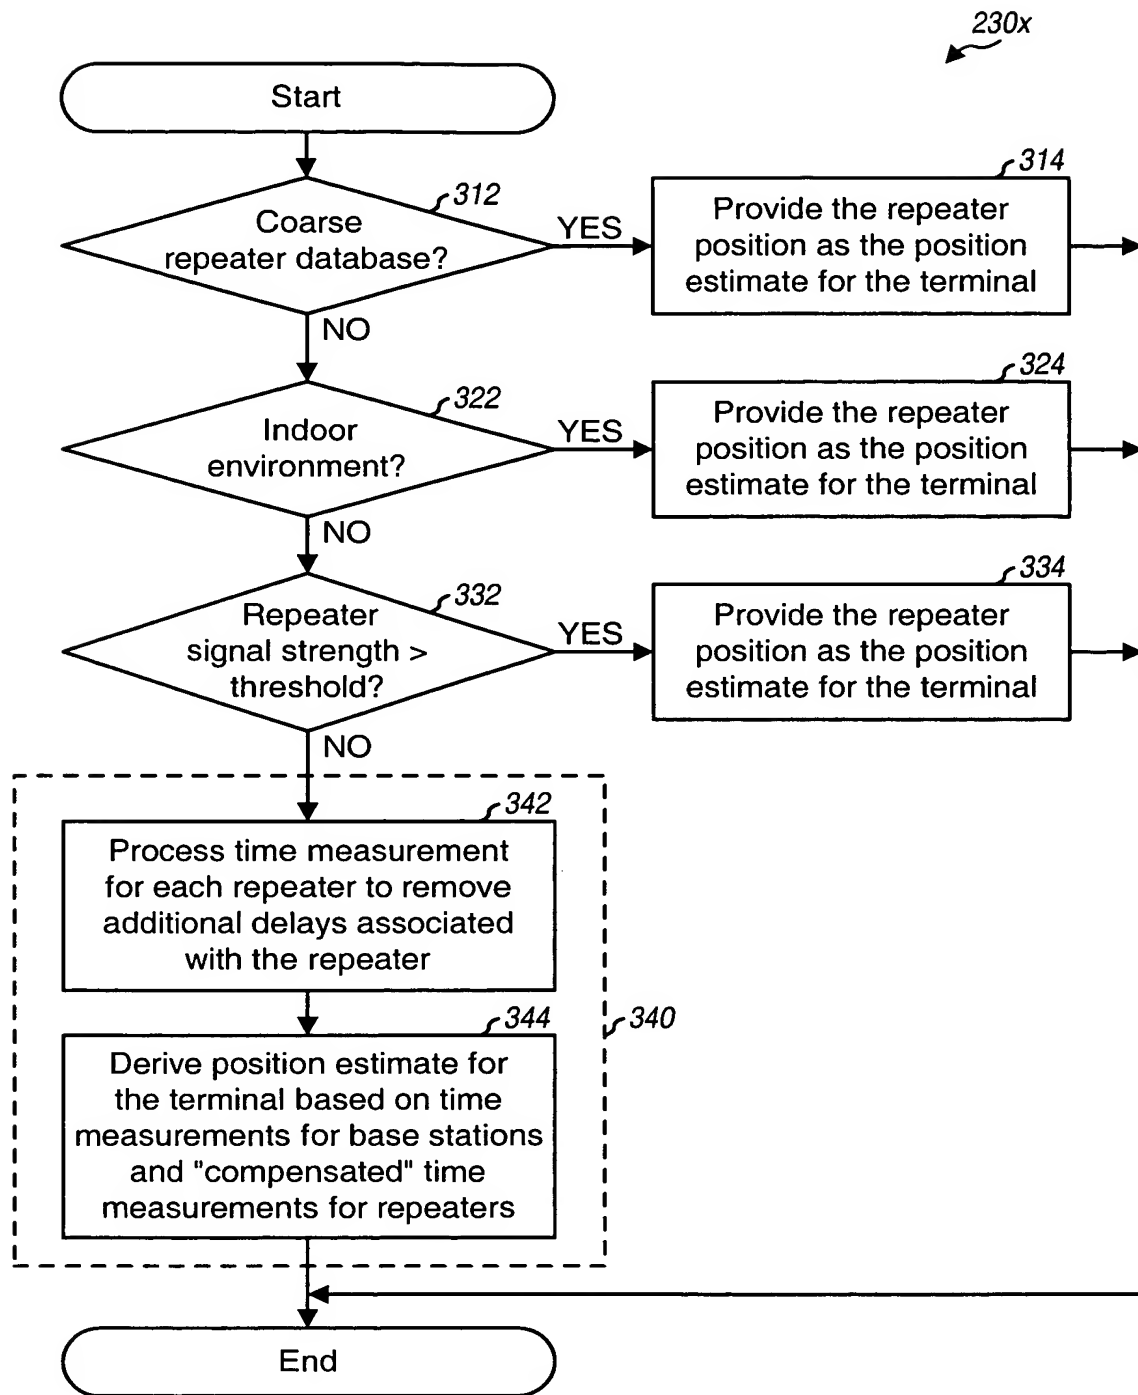 230x
Start
312
Coarse
repeater database?
YES
314
Provide the repeater
position as the position
estimate for the terminal
NO
322
Indoor
environment?
YES
324
Provide the repeater
position as the position
estimate for the terminal
NO
332
Repeater
signal strength >
threshold?
YES
334
Provide the repeater
position as the position
estimate for the terminal
NO
342
Process time measurement
for each repeater to remove
additional delays associated
with the repeater
344
340
Derive position estimate for
the terminal based on time
measurements for base stations
and "compensated" time
measurements for repeaters
End